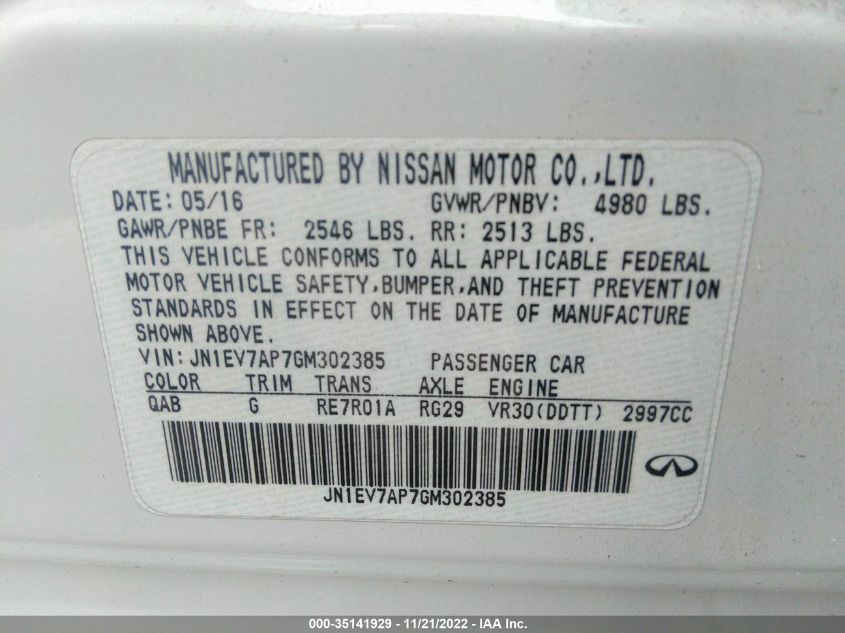 MANUFACTURED BY NISSAN MOTOR CO.,LTD.
DATE: 05/16 GVWR/PNBV: 4980 LBS.
GAWR/PNBE FR: 2546 LBS. RR: 2513 LBS.
THIS VEHICLE CONFORMS TO ALL APPLICABLE FEDERAL
MOTOR VEHICLE SAFETY,BUMPER,AND THEFT PREVENTION
STANDARDS IN EFFECT ON THE DATE OF MANUFACTURE
SHOWN ABOVE.
VIN:JN1EV7AP7GM302385 PASSENGER CAR
COLOR TRIM TRANS AXLE ENGINE
QAB G RE7R01A RG29 VR30(DDTT) 2997CC
JN1EV7AP7GM302385
000-35141929 - 11/21/2022 - IAA Inc.